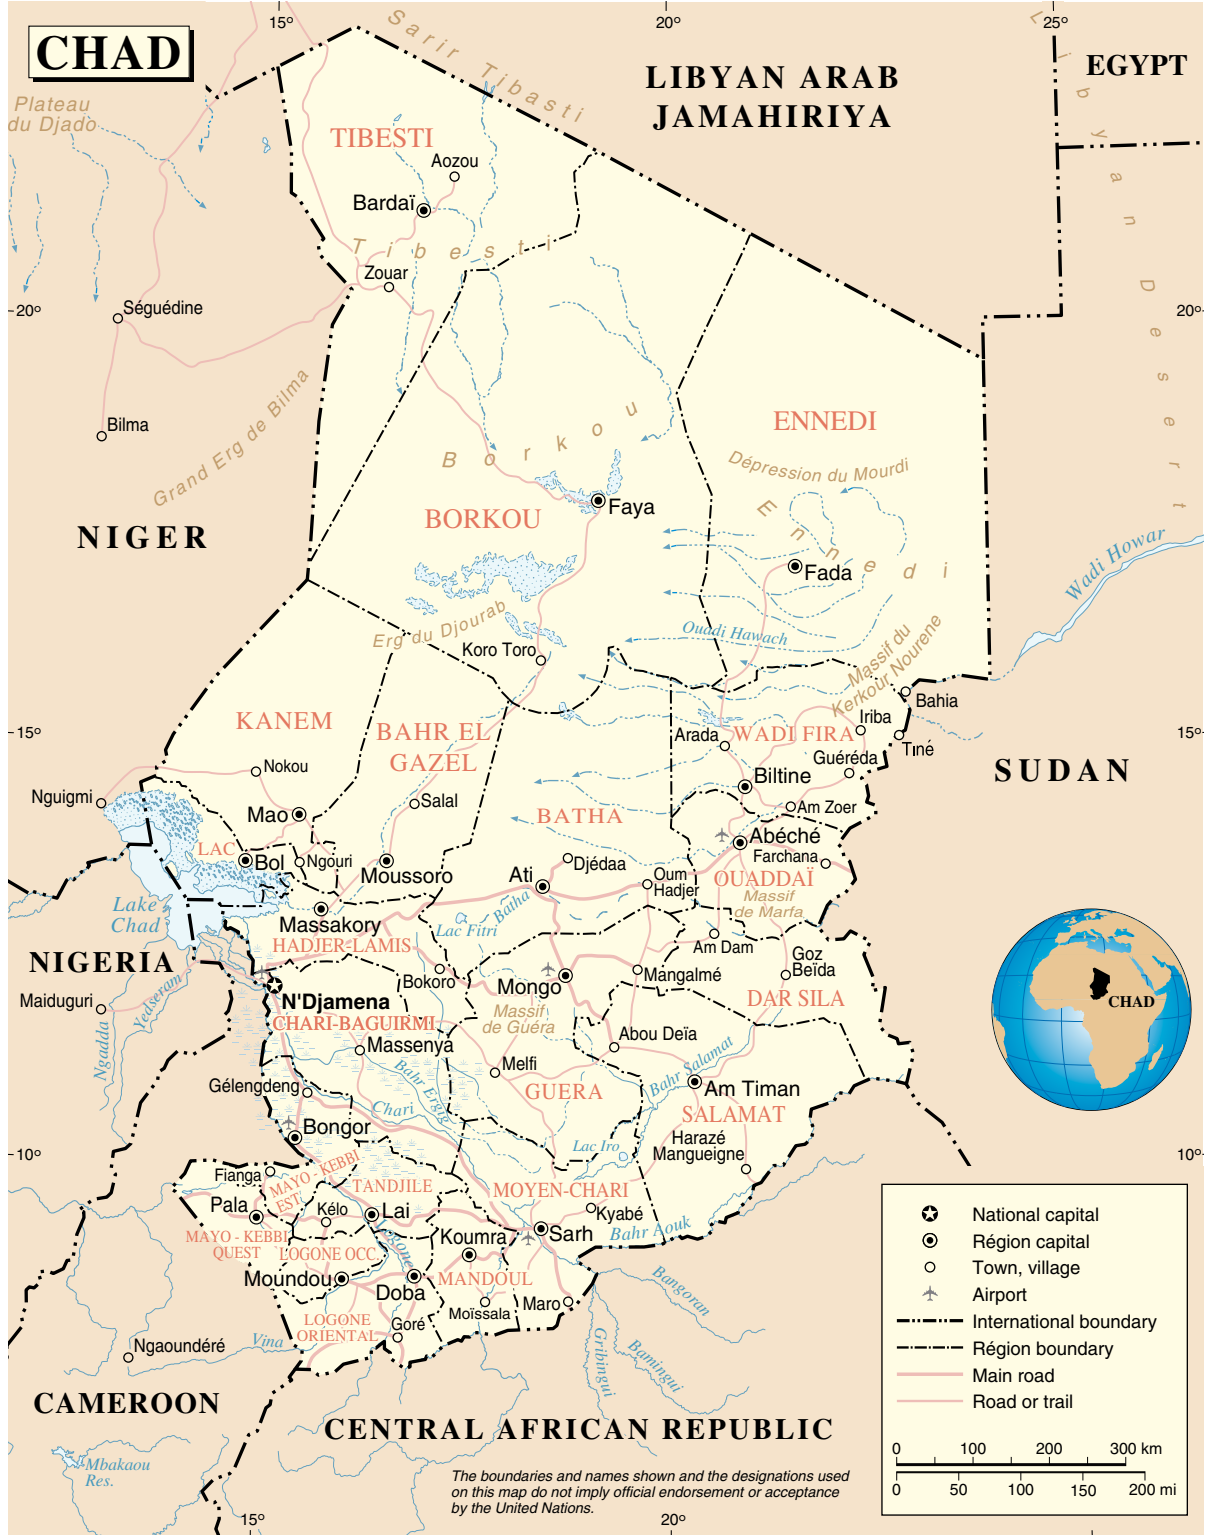 15°
20°
25°
CHAD
Sarir Tibasti
Libyan Desert
LIBYAN ARAB
JAMAHIRIYA
EGYPT
Plateau
du Djado
TIBESTI
Aozou
Bardaï
Tibesti
Zouar
Séguédine
20°
20°
Grand Erg de Bilma
Bilma
Borkou
ENNEDI
Dépression du Mourdi
Ennedi
NIGER
BORKOU
Faya
Fada
Wadi Howar
Erg du Djourab
Ouadi Hawach
Koro Toro
Massif du
Kerkour Nourene
Bahia
KANEM
BAHR EL
GAZEL
Arada
WADI FIRA
Iriba
Tiné
15°
15°
Guéréda
SUDAN
Nokou
Biltine
Nguigmi
Salal
Am Zoer
Mao
BATHA
Abéché
LAC
Bol
Ngouri
Djédaa
Farchana
Moussoro
Ati
Oum
Hadjer
OUADDAÏ
Massif
de Marfa
Lake
Chad
Massakory
Batha
Lac Fitri
HADJER-LAMIS
Am Dam
NIGERIA
Goz
Beïda
Bokoro
Mongo
Mangalmé
Maiduguri
Yedseram
N'Djamena
DAR SILA
CHAD
Massif
de Guéra
CHARI-BAGUIRMI
Ngadda
Massenya
Abou Deïa
Melfi
Bahr Salamat
Gélengdeng
Bahr Ergig
GUERA
Am Timan
Chari
SALAMAT
Bongor
Lac Iro
Harazé
Mangueigne
10°
10°
Fianga
MAYO - KEBBI
EST
TANDJILE
MOYEN-CHARI
Pala
Kélo
Lai
Kyabé
Logone
Koumra
Sarh
Bahr Aouk
MAYO - KEBBI
QUEST
LOGONE OCC.
Moundou
MANDOUL
Bangoran
Doba
Maro
Moïssala
LOGONE
ORIENTAL
Goré
Gribingui
Bamingui
Ngaoundéré
Vina
CAMEROON
CENTRAL AFRICAN REPUBLIC
Mbakaou
Res.
National capital
Région capital
Town, village
Airport
International boundary
Région boundary
Main road
Road or trail
0 100 200 300 km
0 50 100 150 200 mi
The boundaries and names shown and the designations used
on this map do not imply official endorsement or acceptance
by the United Nations.
15°
20°